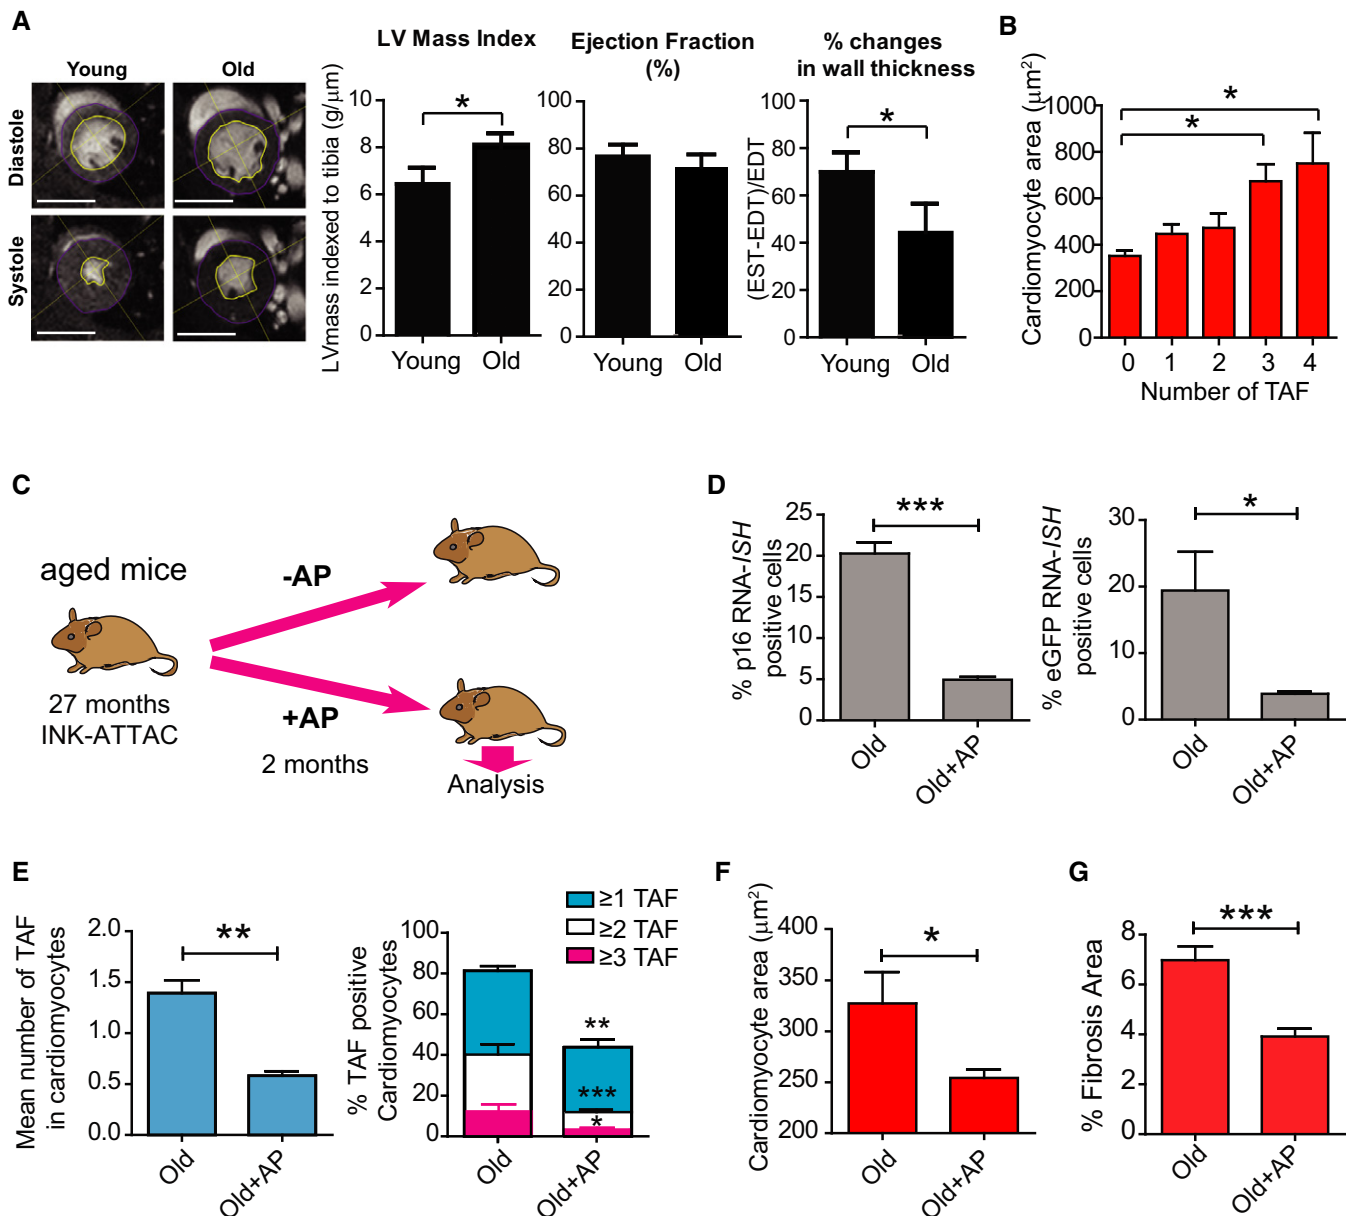 A
Young
Old
Diastole
Systole
LV Mass Index
LVmass indexed to tibia (g/μm)
10
8
6
4
2
0
*
Young
Old
Ejection Fraction
(%)
100
80
60
40
20
0
Young
Old
% changes
in wall thickness
(EST-EDT)/EDT
100
80
60
40
20
0
*
Young
Old
B
Cardiomyocyte area (μm²)
1000
800
600
400
200
0
*
*
0 1 2 3 4
Number of TAF
C
aged mice
27 months
INK-ATTAC
-AP
+AP
2 months
Analysis
D
% p16 RNA-ISH
positive cells
25
20
15
10
5
0
***
Old
Old+AP
% eGFP RNA-ISH
positive cells
30
20
10
0
*
Old
Old+AP
E
Mean number of TAF
in cardiomyocytes
2.0
1.5
1.0
0.5
0.0
**
Old
Old+AP
% TAF positive
Cardiomyocytes
100
80
60
40
20
0
≥1 TAF
≥2 TAF
≥3 TAF
**
***
*
Old
Old+AP
F
Cardiomyocyte area (μm²)
400
350
300
250
200
*
Old
Old+AP
G
% Fibrosis Area
8
6
4
2
0
***
Old
Old+AP